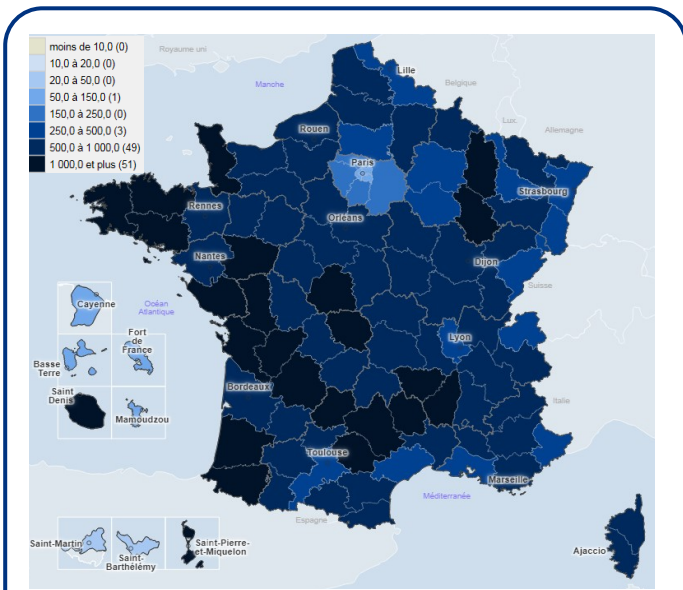 moins de 10,0 (0)
10,0 à 20,0 (0)
20,0 à 50,0 (0)
50,0 à 150,0 (1)
150,0 à 250,0 (0)
250,0 à 500,0 (3)
500,0 à 1 000,0 (49)
1 000,0 et plus (51)
Royaume uni
Manche
Lille
Belgique
Lux.
Allemagne
Rouen
Paris
Strasbourg
Rennes
Orléans
Nantes
Dijon
Suisse
Cayenne
Océan
Atlantique
Fort
de
France
Lyon
Basse
Terre
Saint
Denis
Bordeaux
Italie
Mamoudzou
Toulouse
Marseille
Méditerranée
Espagne
Saint-Martin
Saint-
Barthélémy
Saint-Pierre-
et-Miquelon
Ajaccio